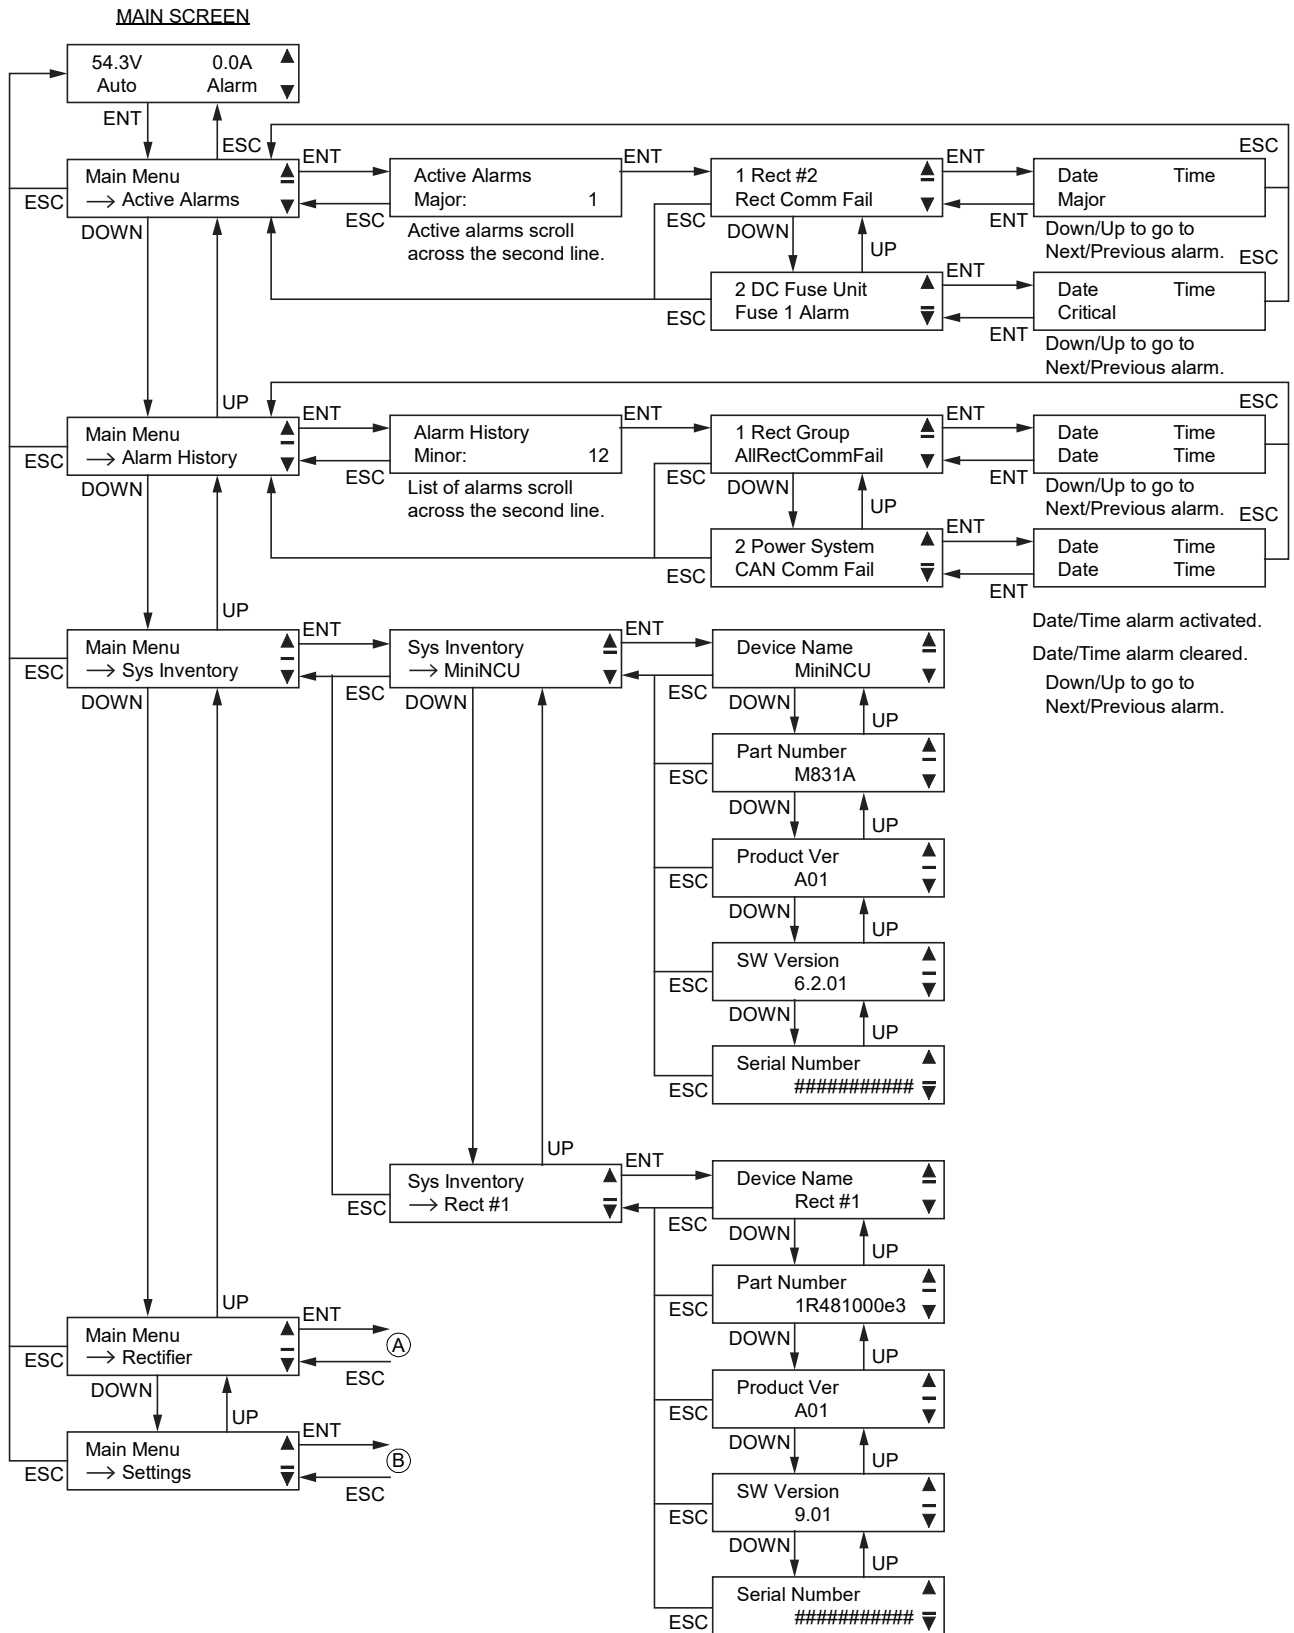 MAIN SCREEN
54.3V 0.0A
Auto Alarm
ENT
ESC
Main Menu
→ Active Alarms
ESC
DOWN
UP
ENT
ESC
Active Alarms
Major: 1
Active alarms scroll
across the second line.
ENT
1 Rect #2
Rect Comm Fail
ESC
DOWN
UP
2 DC Fuse Unit
Fuse 1 Alarm
ESC
ENT
ENT
Date Time
Major
ESC
Down/Up to go to
Next/Previous alarm.
ENT
ENT
Date Time
Critical
ESC
Down/Up to go to
Next/Previous alarm.
Main Menu
→ Alarm History
ESC
DOWN
UP
ENT
ESC
Alarm History
Minor: 12
List of alarms scroll
across the second line.
ENT
1 Rect Group
AllRectCommFail
ESC
DOWN
UP
2 Power System
CAN Comm Fail
ESC
ENT
ENT
Date Time
Date Time
ESC
Down/Up to go to
Next/Previous alarm.
ENT
ENT
Date Time
Date Time
ESC
Date/Time alarm activated.
Date/Time alarm cleared.
Down/Up to go to
Next/Previous alarm.
Main Menu
→ Sys Inventory
ESC
DOWN
UP
ENT
ESC
Sys Inventory
→ MiniNCU
DOWN
UP
ENT
ESC
Device Name
MiniNCU
DOWN
UP
ESC
Part Number
M831A
DOWN
UP
ESC
Product Ver
A01
DOWN
UP
ESC
SW Version
6.2.01
DOWN
UP
ESC
Serial Number
###########
Sys Inventory
→ Rect #1
ESC
ENT
ESC
Device Name
Rect #1
DOWN
UP
ESC
Part Number
1R481000e3
DOWN
UP
ESC
Product Ver
A01
DOWN
UP
ESC
SW Version
9.01
DOWN
UP
ESC
Serial Number
###########
Main Menu
→ Rectifier
ESC
DOWN
UP
ENT
ESC
A
Main Menu
→ Settings
ESC
ENT
ESC
B